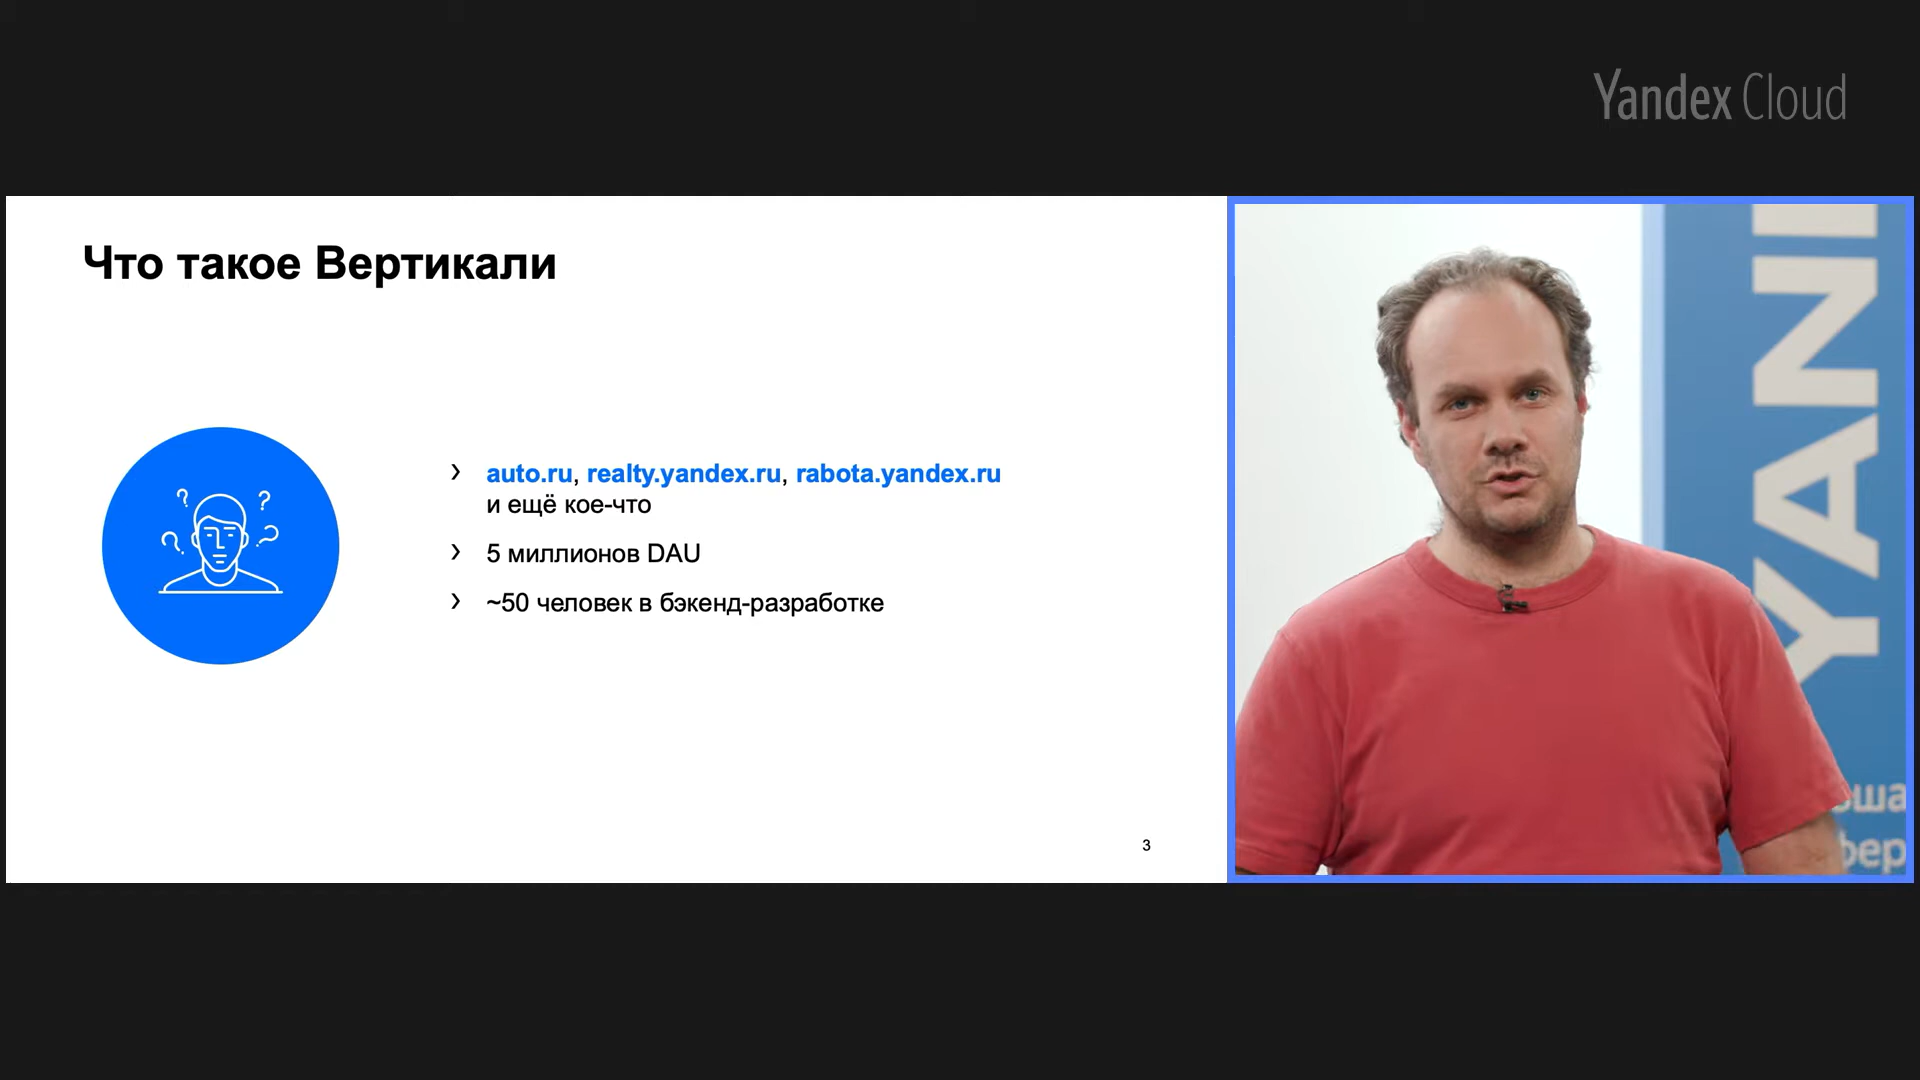 Yandex Cloud
Что такое Вертикали
› auto.ru, realty.yandex.ru, rabota.yandex.ru
и ещё кое-что
› 5 миллионов DAU
› ~50 человек в бэкенд-разработке
3
YAN